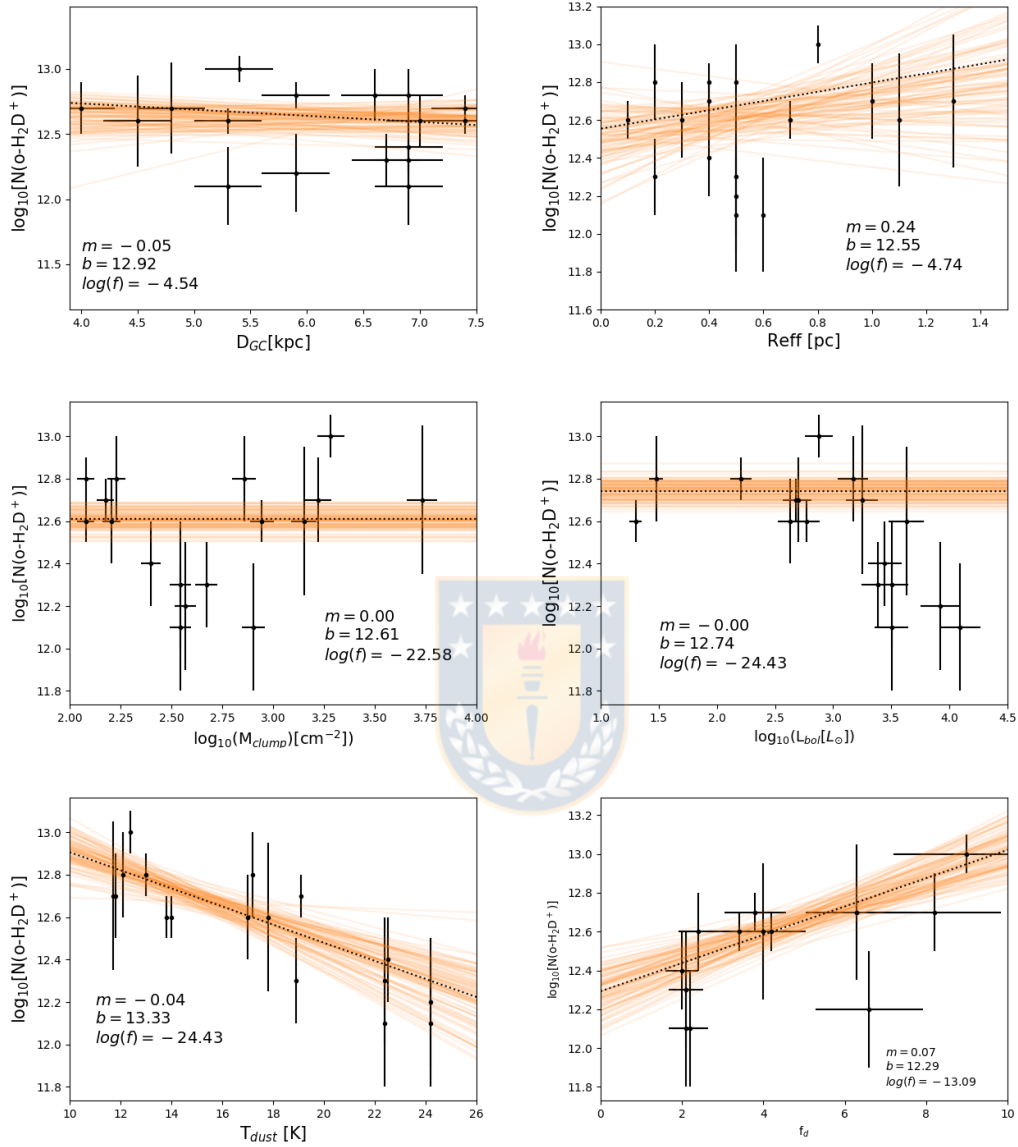 log₁₀[N(o-H₂D⁺)]
13.0
12.5
12.0
11.5
m = −0.05
b = 12.92
log(f) = −4.54
4.0 4.5 5.0 5.5 6.0 6.5 7.0 7.5
D_GC[kpc]
log₁₀[N(o-H₂D⁺)]
13.2
13.0
12.8
12.6
12.4
12.2
12.0
11.8
11.6
m = 0.24
b = 12.55
log(f) = −4.74
0.0 0.2 0.4 0.6 0.8 1.0 1.2 1.4
Reff [pc]
log₁₀[N(o-H₂D⁺)]
13.0
12.8
12.6
12.4
12.2
12.0
11.8
m = 0.00
b = 12.61
log(f) = −22.58
2.00 2.25 2.50 2.75 3.00 3.25 3.50 3.75 4.00
log₁₀(M_clump)[cm⁻²])
log₁₀[N(o-H₂D⁺)]
13.0
12.8
12.6
12.4
12.2
12.0
11.8
m = −0.00
b = 12.74
log(f) = −24.43
1.0 1.5 2.0 2.5 3.0 3.5 4.0 4.5
log₁₀(L_bol[L_⊙])
log₁₀[N(o-H₂D⁺)]
13.0
12.8
12.6
12.4
12.2
12.0
11.8
m = −0.04
b = 13.33
log(f) = −24.43
10 12 14 16 18 20 22 24 26
T_dust [K]
log₁₀[N(o-H₂D⁺)]
13.2
13.0
12.8
12.6
12.4
12.2
12.0
11.8
m = 0.07
b = 12.29
log(f) = −13.09
0 2 4 6 8 10
f_d